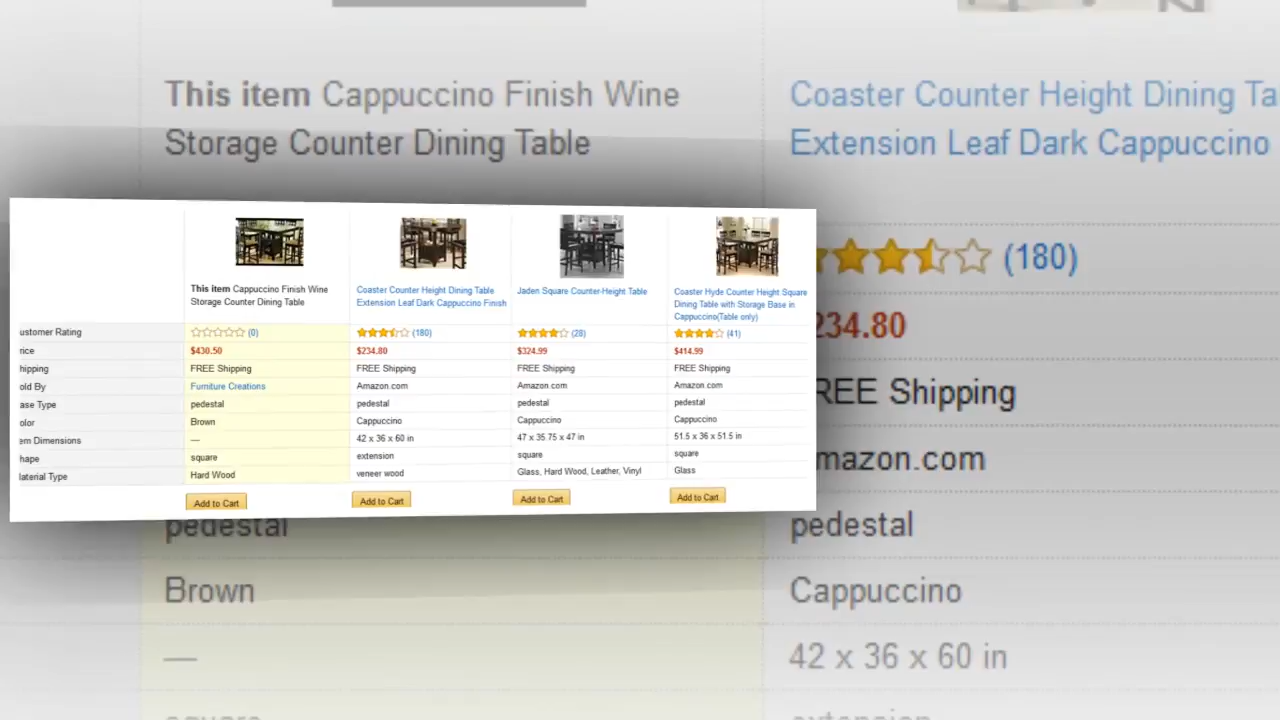 This item Cappuccino Finish Wine
Storage Counter Dining Table
Coaster Counter Height Dining Ta
Extension Leaf Dark Cappuccino
(180)
234.80
REE Shipping
mazon.com
pedestal
pedestal
Brown
Cappuccino
—
42 x 36 x 60 in
square
extension
This item Cappuccino Finish Wine
Storage Counter Dining Table
Coaster Counter Height Dining Table
Extension Leaf Dark Cappuccino Finish
Jaden Square Counter-Height Table
Coaster Hyde Counter Height Square
Dining Table with Storage Base in
Cappuccino(Table only)
ustomer Rating (0) (180) (28) (41)
rice $430.50 $234.80 $324.99 $414.99
hipping FREE Shipping FREE Shipping FREE Shipping FREE Shipping
old By Furniture Creations Amazon.com Amazon.com Amazon.com
ase Type pedestal pedestal pedestal pedestal
olor Brown Cappuccino Cappuccino Cappuccino
em Dimensions — 42 x 36 x 60 in 47 x 35.75 x 47 in 51.5 x 36 x 51.5 in
hape square extension square square
laterial Type Hard Wood veneer wood Glass, Hard Wood, Leather, Vinyl Glass
Add to Cart Add to Cart Add to Cart Add to Cart